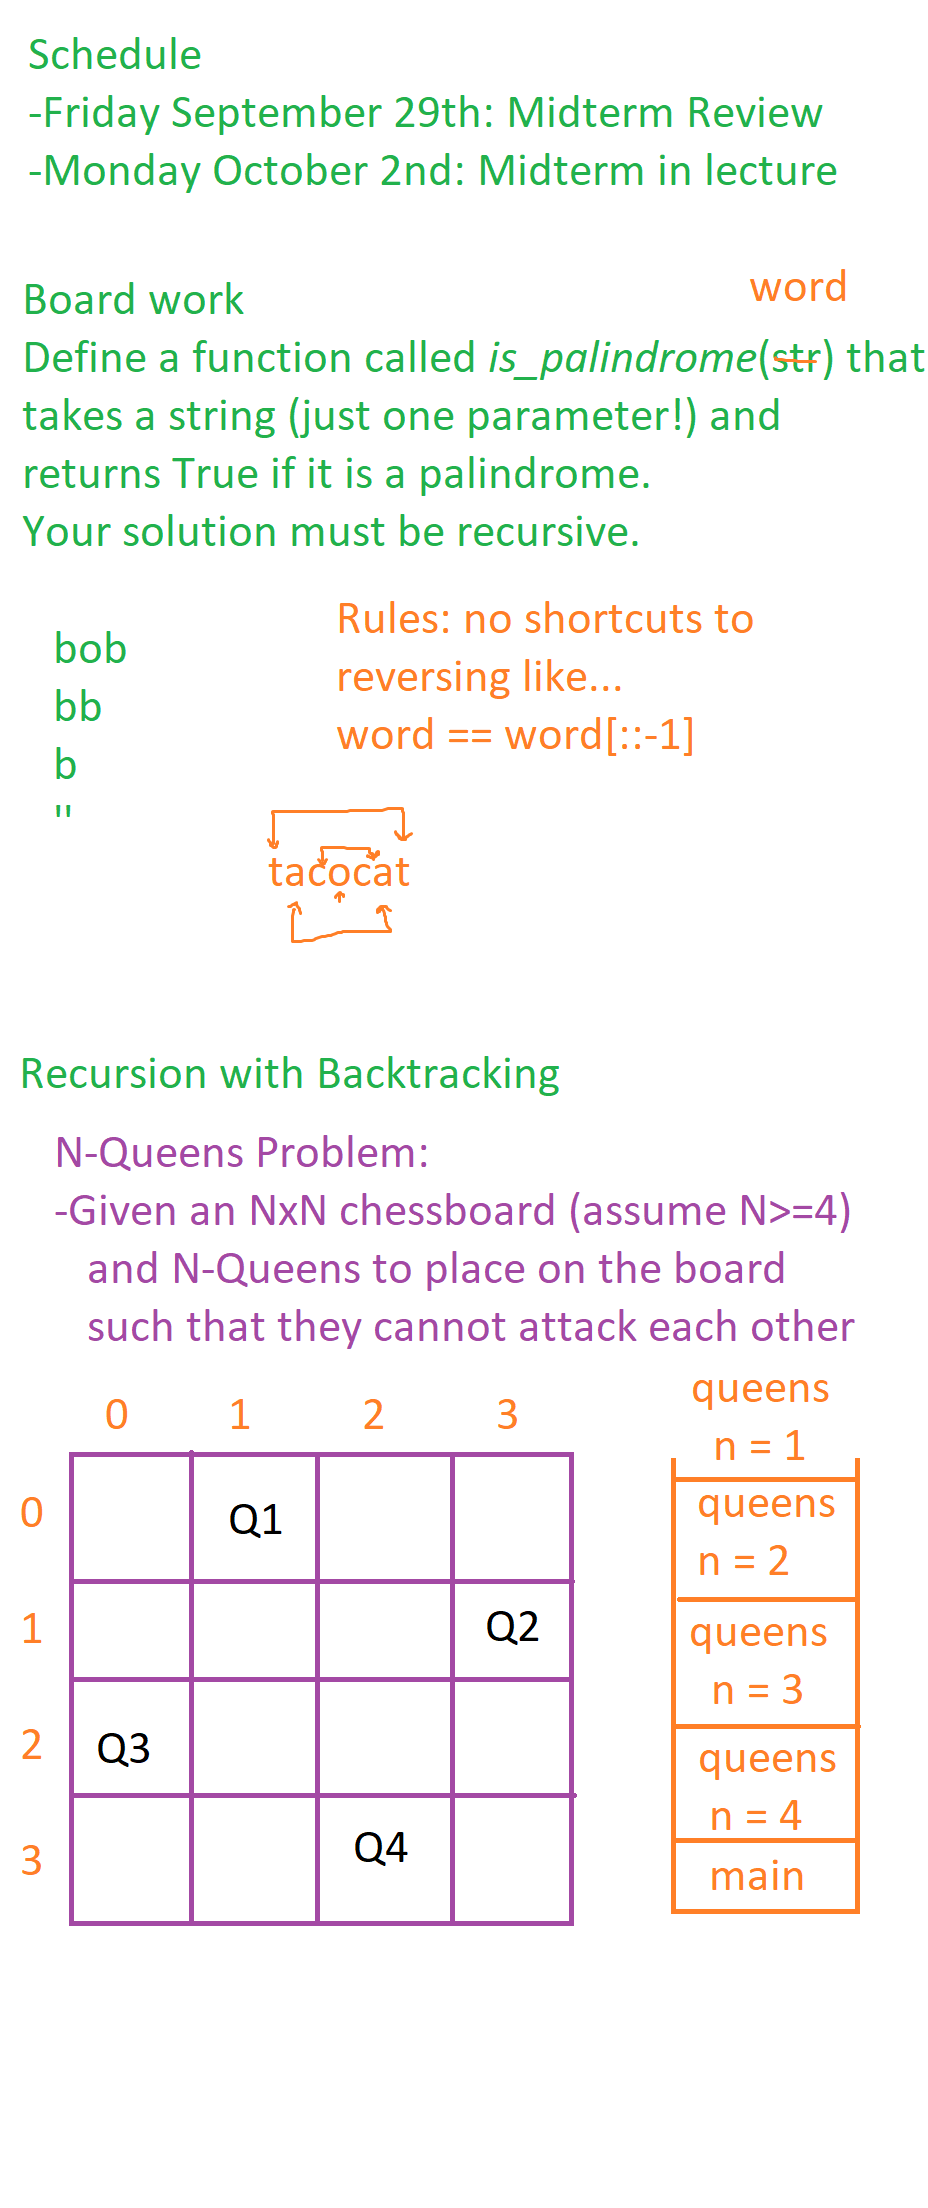 Schedule
-Friday September 29th: Midterm Review
-Monday October 2nd: Midterm in lecture
Board work
word
Define a function called is_palindrome(str) that
takes a string (just one parameter!) and
returns True if it is a palindrome.
Your solution must be recursive.
bob
bb
b
''
Rules: no shortcuts to
reversing like...
word == word[::-1]
tacocat
Recursion with Backtracking
N-Queens Problem:
-Given an NxN chessboard (assume N>=4)
and N-Queens to place on the board
such that they cannot attack each other
0 1 2 3
0 Q1
1 Q2
2 Q3
3 Q4
queens
n = 1
queens
n = 2
queens
n = 3
queens
n = 4
main